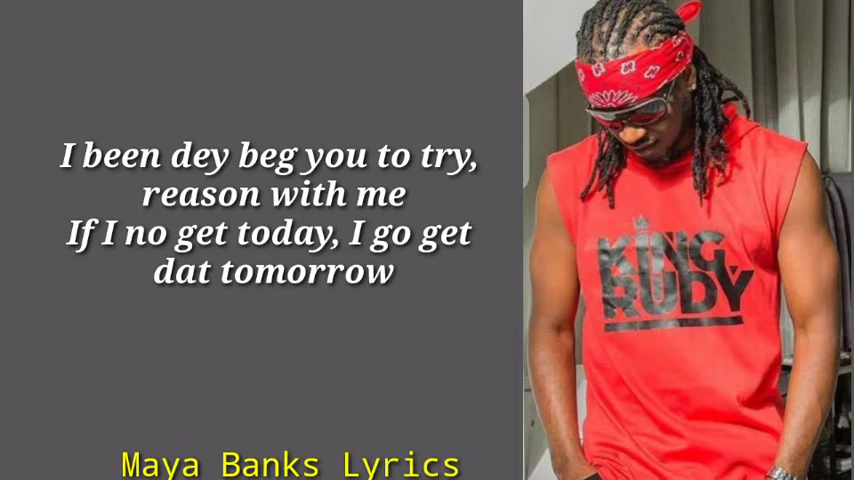 I been dey beg you to try,
reason with me
If I no get today, I go get
dat tomorrow
KING
RUDY
Maya Banks Lyrics